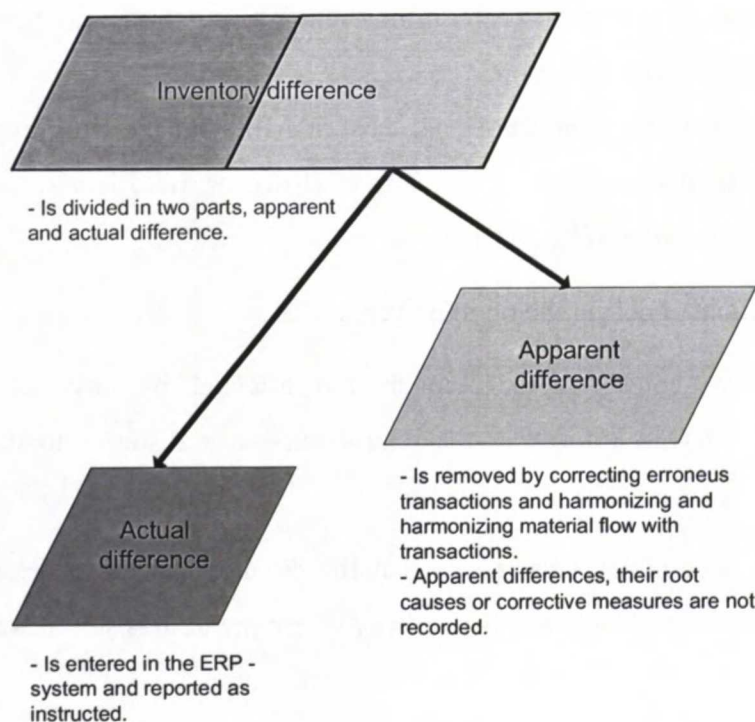 Inventory difference
- Is divided in two parts, apparent
and actual difference.
Apparent
difference
- Is removed by correcting erroneus
transactions and harmonizing and
harmonizing material flow with
transactions.
- Apparent differences, their root
causes or corrective measures are not
recorded.
Actual
difference
- Is entered in the ERP -
system and reported as
instructed.